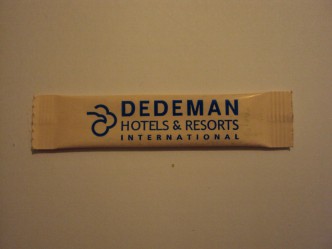 DEDEMAN
HOTELS & RESORTS
INTERNATIONAL